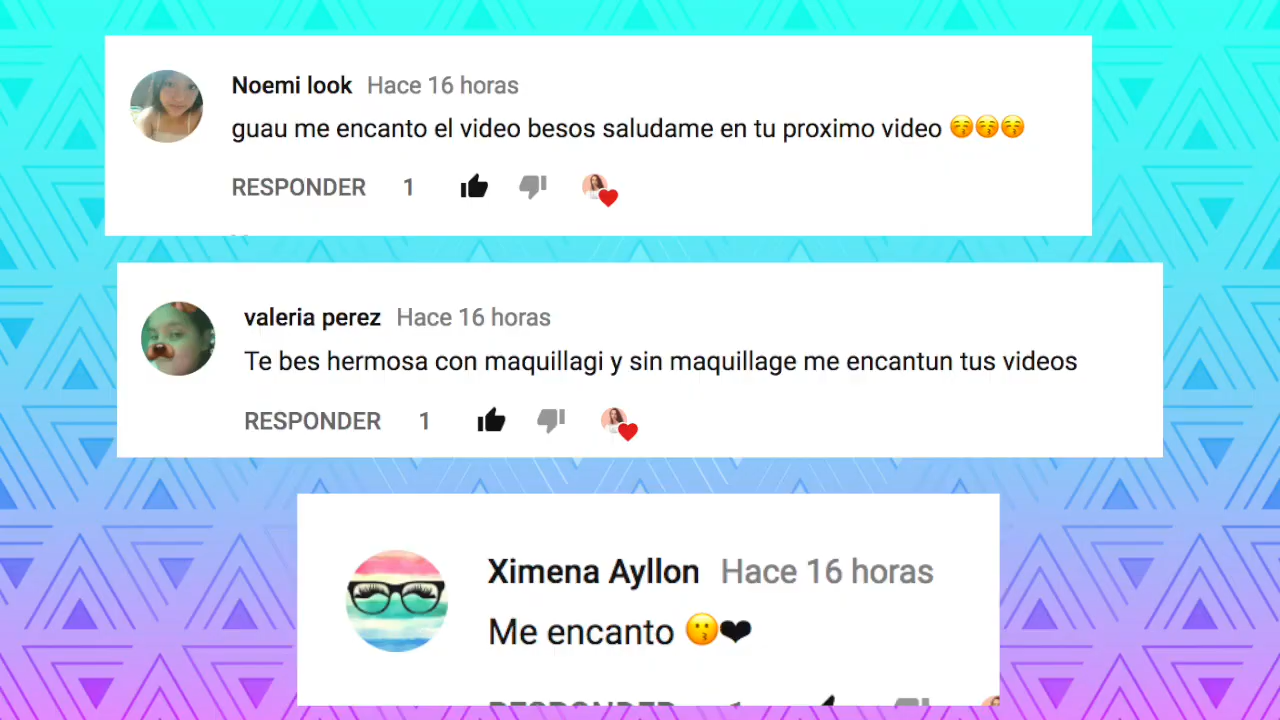 Noemi look Hace 16 horas
guau me encanto el video besos saludame en tu proximo video 😚😚😚
RESPONDER 1
valeria perez Hace 16 horas
Te bes hermosa con maquillagi y sin maquillage me encantun tus videos
RESPONDER 1
Ximena Ayllon Hace 16 horas
Me encanto 😗❤